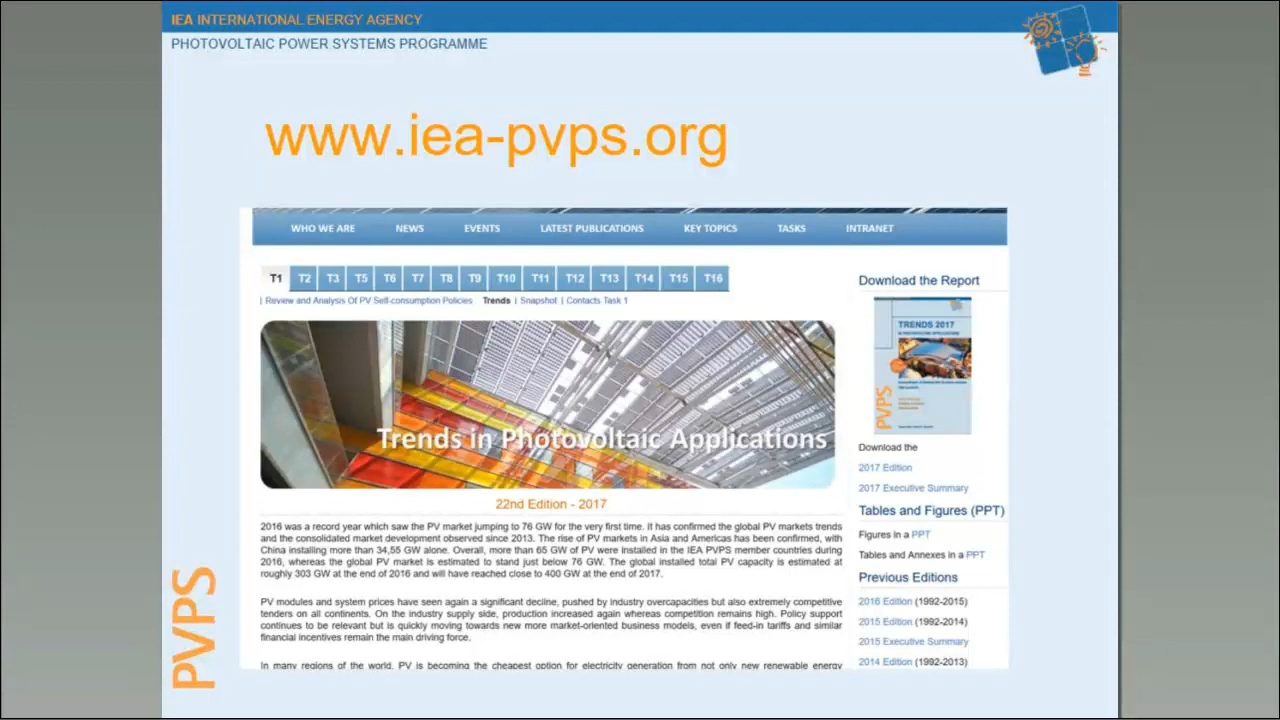 IEA INTERNATIONAL ENERGY AGENCY
PHOTOVOLTAIC POWER SYSTEMS PROGRAMME
www.iea-pvps.org
WHO WE ARE NEWS EVENTS LATEST PUBLICATIONS KEY TOPICS TASKS INTRANET
T1 T2 T3 T5 T6 T7 T8 T9 T10 T11 T12 T13 T14 T15 T16
| Review and Analysis Of PV Self-consumption Policies Trends | Snapshot | Contacts Task 1
Trends in Photovoltaic Applications
22nd Edition - 2017
2016 was a record year which saw the PV market jumping to 76 GW for the very first time. It has confirmed the global PV markets trends
and the consolidated market development observed since 2013. The rise of PV markets in Asia and Americas has been confirmed, with
China installing more than 34,55 GW alone. Overall, more than 65 GW of PV were installed in the IEA PVPS member countries during
2016, whereas the global PV market is estimated to stand just below 76 GW. The global installed total PV capacity is estimated at
roughly 303 GW at the end of 2016 and will have reached close to 400 GW at the end of 2017.
PV modules and system prices have seen again a significant decline, pushed by industry overcapacities but also extremely competitive
tenders on all continents. On the industry supply side, production increased again whereas competition remains high. Policy support
continues to be relevant but is quickly moving towards new more market-oriented business models, even if feed-in tariffs and similar
financial incentives remain the main driving force.
In many regions of the world, PV is becoming the cheapest option for electricity generation from not only new renewable energy
Download the Report
TRENDS 2017
IN PHOTOVOLTAIC APPLICATIONS
PVPS
Download the
2017 Edition
2017 Executive Summary
Tables and Figures (PPT)
Figures in a PPT
Tables and Annexes in a PPT
Previous Editions
2016 Edition (1992-2015)
2015 Edition (1992-2014)
2015 Executive Summary
2014 Edition (1992-2013)
PVPS